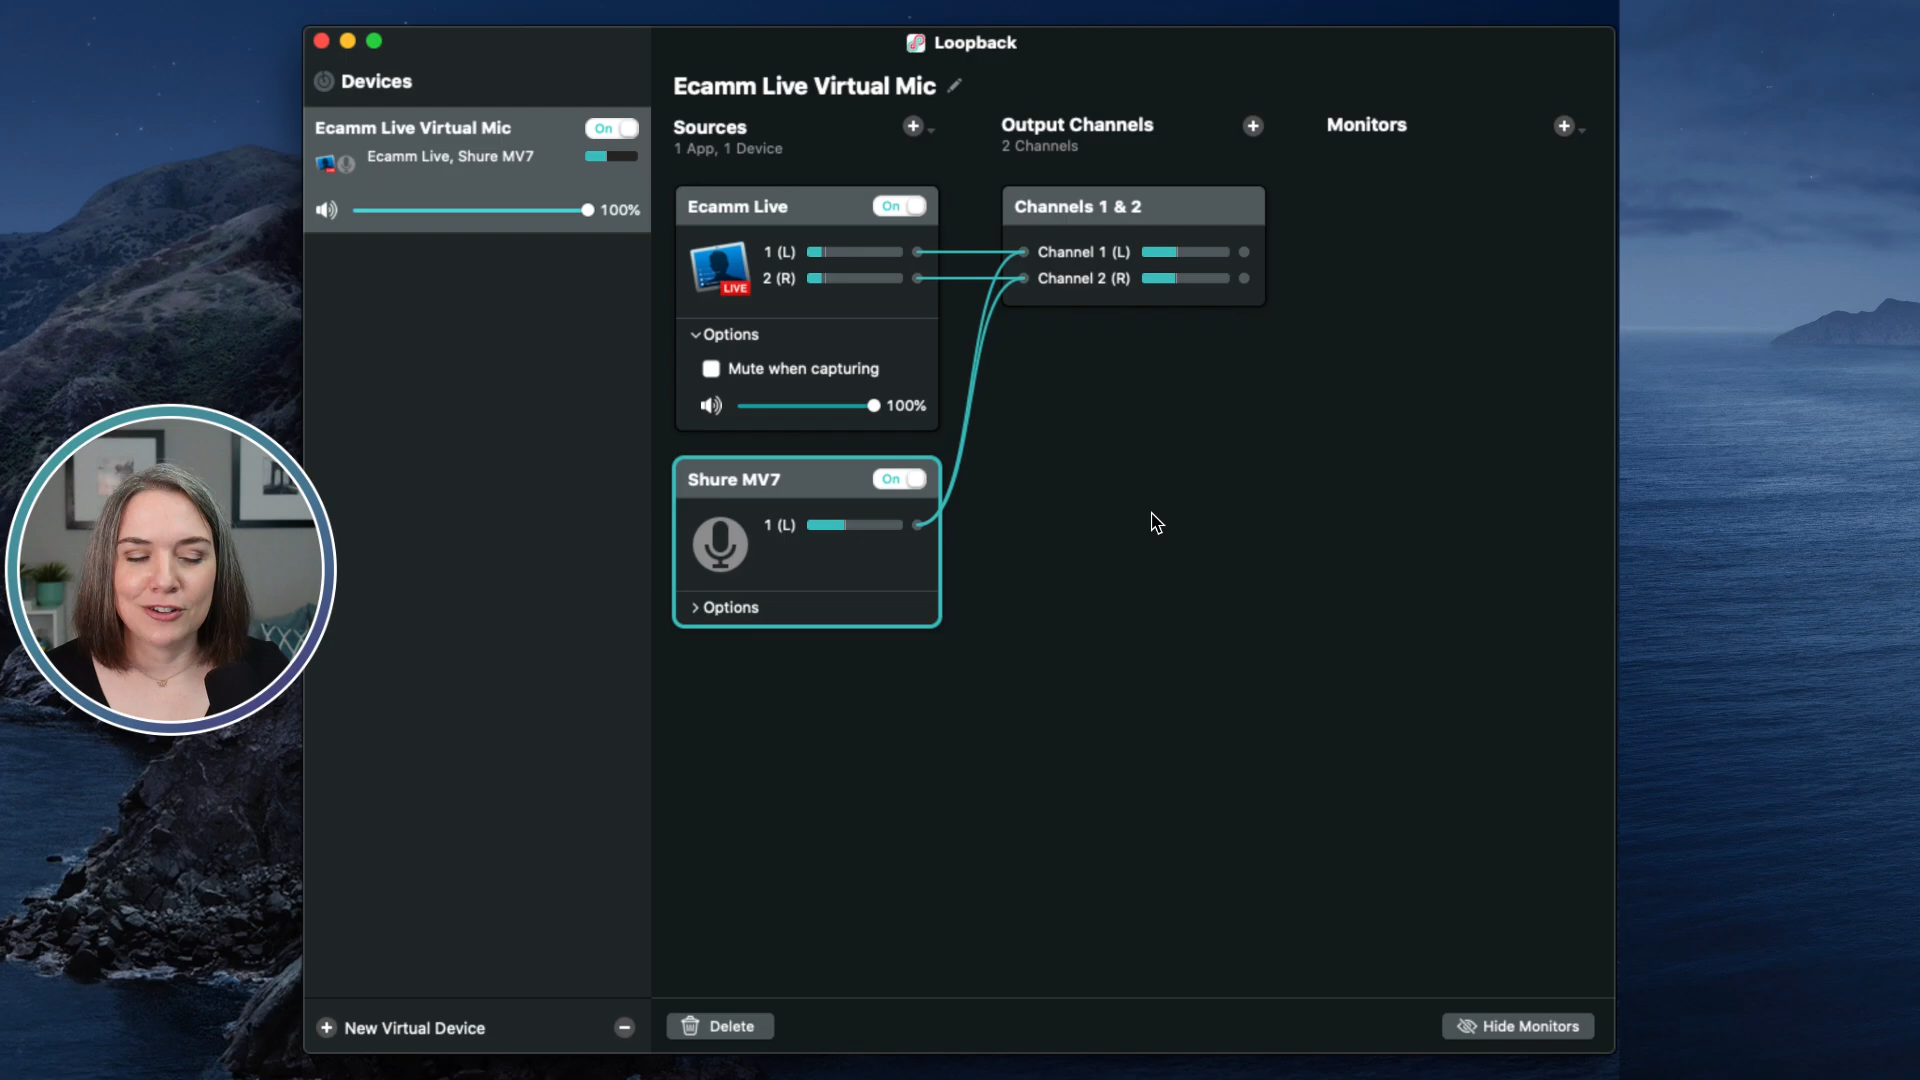 Loopback
Devices
Ecamm Live Virtual Mic
On
Ecamm Live, Shure MV7
100%
Ecamm Live Virtual Mic
Sources
1 App, 1 Device
Output Channels
2 Channels
Monitors
Ecamm Live
On
1 (L)
2 (R)
LIVE
Options
Mute when capturing
100%
Channels 1 & 2
Channel 1 (L)
Channel 2 (R)
Shure MV7
On
1 (L)
Options
New Virtual Device
Delete
Hide Monitors